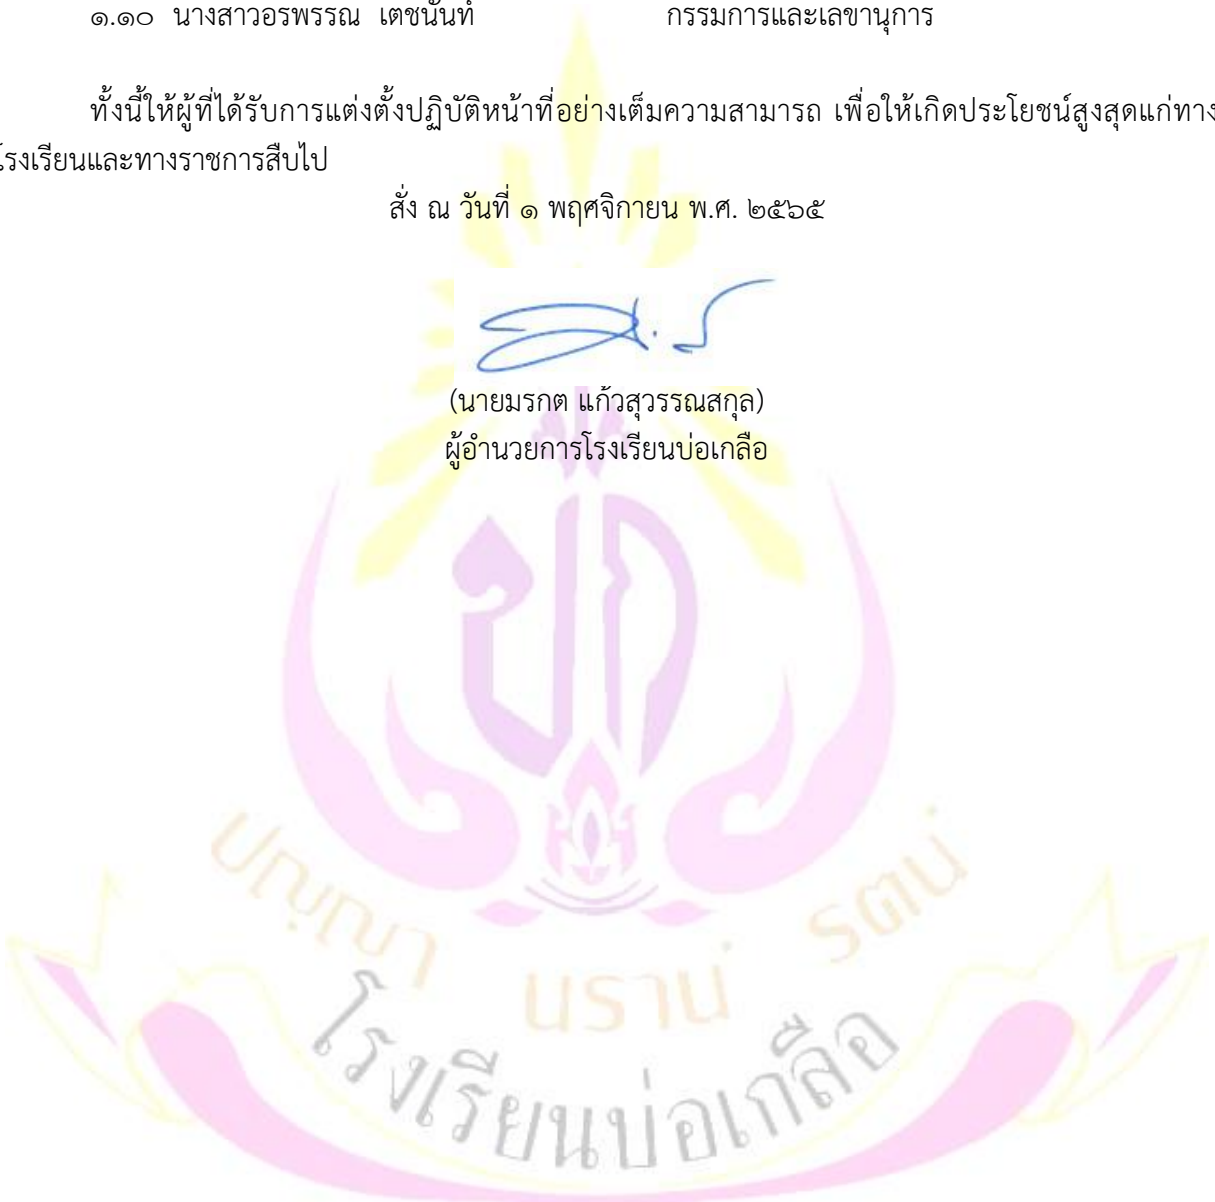 ๑.๑๐ นางสาวอรพรรณ เตชนันท์ กรรมการและเลขานุการ
ทั้งนี้ให้ผู้ที่ได้รับการแต่งตั้งปฏิบัติหน้าที่อย่างเต็มความสามารถ เพื่อให้เกิดประโยชน์สูงสุดแก่ทาง
โรงเรียนและทางราชการสืบไป
สั่ง ณ วันที่ ๑ พฤศจิกายน พ.ศ. ๒๕๖๕
(นายมรกต แก้วสุวรรณสกุล)
ผู้อำนวยการโรงเรียนบ่อเกลือ
บก
ปญฺญา นรานํ รตนํ
โรงเรียนบ่อเกลือ